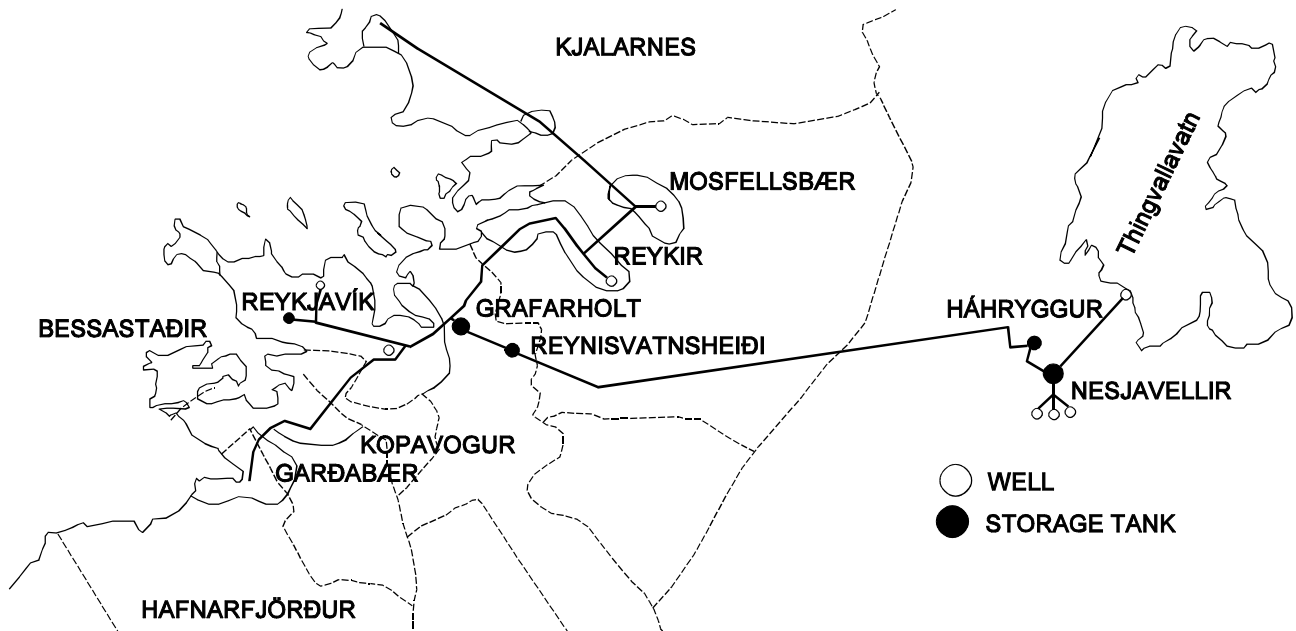 KJALARNES
MOSFELLSBÆR
Thingvallavatn
REYKIR
REYKJAVÍK
GRAFARHOLT
HÁHRYGGUR
BESSASTAÐIR
REYNISVATNSHEIÐI
NESJAVELLIR
KOPAVOGUR
GARÐABÆR
WELL
STORAGE TANK
HAFNARFJÖRÐUR